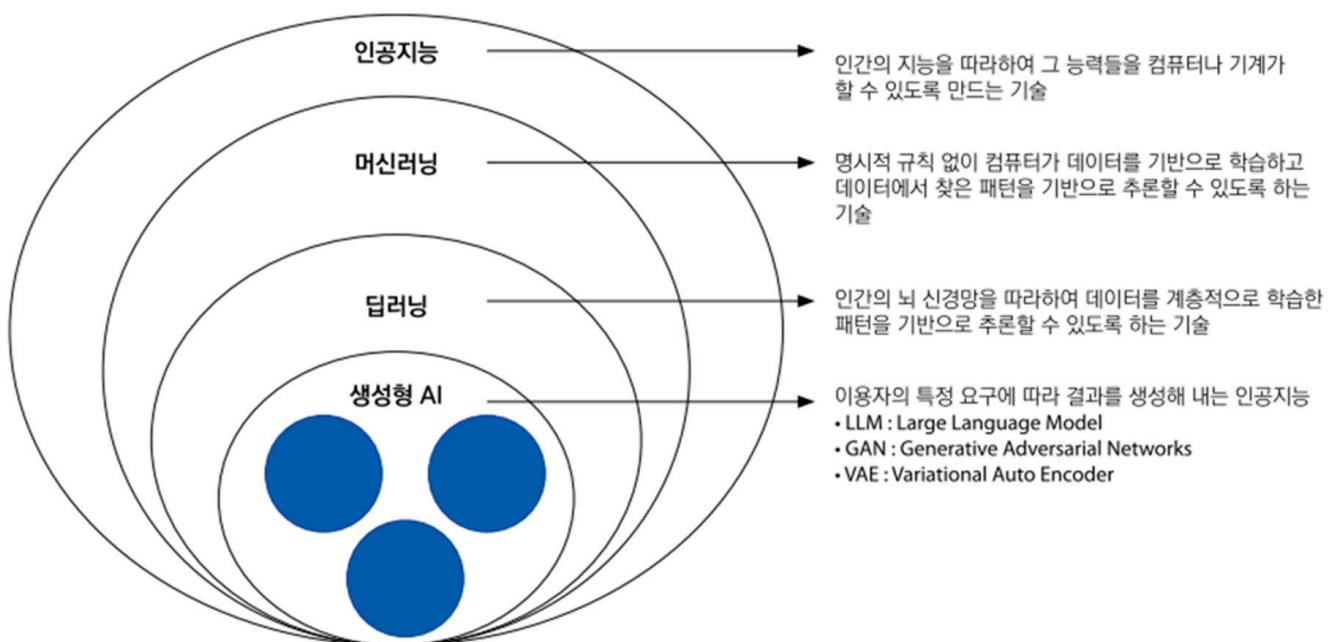 인공지능
인간의 지능을 따라하여 그 능력들을 컴퓨터나 기계가
할 수 있도록 만드는 기술
머신러닝
명시적 규칙 없이 컴퓨터가 데이터를 기반으로 학습하고
데이터에서 찾은 패턴을 기반으로 추론할 수 있도록 하는
기술
딥러닝
인간의 뇌 신경망을 따라하여 데이터를 계층적으로 학습한
패턴을 기반으로 추론할 수 있도록 하는 기술
생성형 AI
이용자의 특정 요구에 따라 결과를 생성해 내는 인공지능
• LLM : Large Language Model
• GAN : Generative Adversarial Networks
• VAE : Variational Auto Encoder